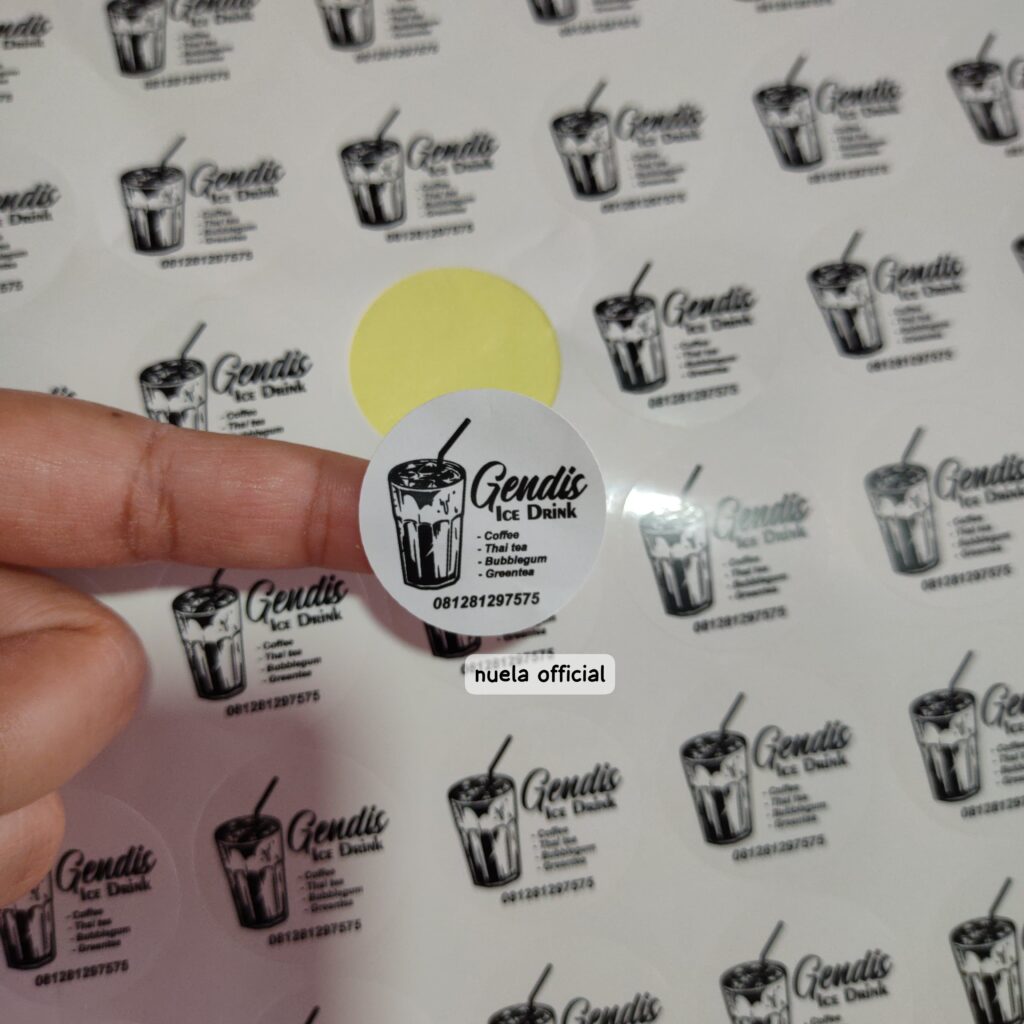 Gendis
Ice Drink
- Coffee
- Thai tea
- Bubblegum
- Greentea
081281297575
nuela official